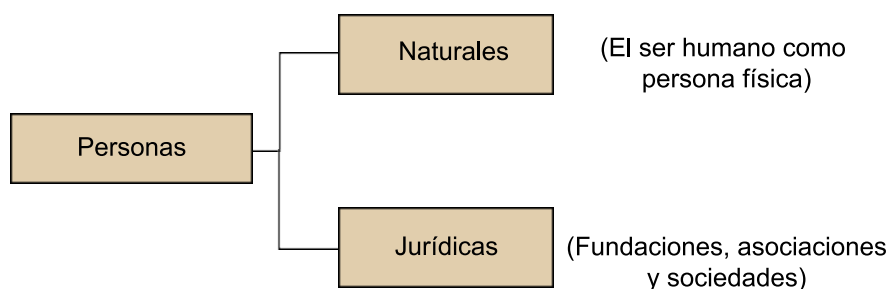 Naturales
(El ser humano como
persona física)
Personas
Jurídicas
(Fundaciones, asociaciones
y sociedades)